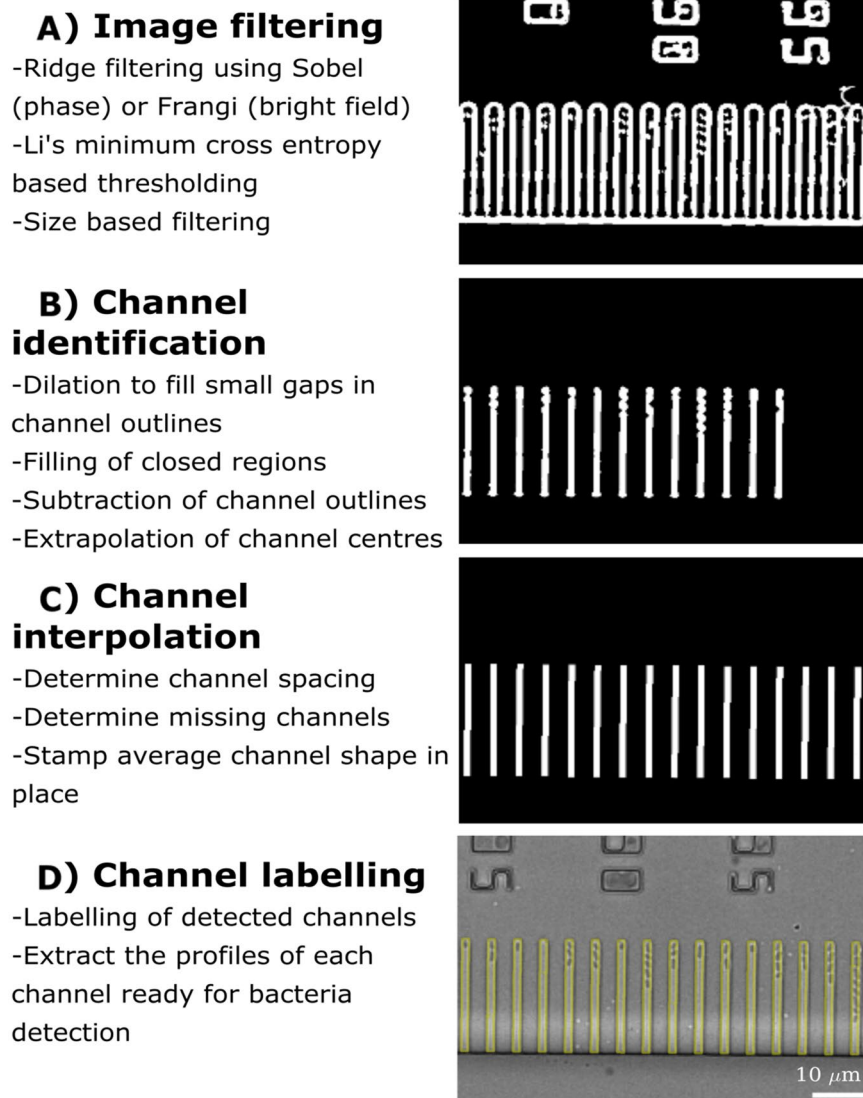 A) Image filtering
-Ridge filtering using Sobel
(phase) or Frangi (bright field)
-Li's minimum cross entropy
based thresholding
-Size based filtering
B) Channel
identification
-Dilation to fill small gaps in
channel outlines
-Filling of closed regions
-Subtraction of channel outlines
-Extrapolation of channel centres
C) Channel
interpolation
-Determine channel spacing
-Determine missing channels
-Stamp average channel shape in
place
D) Channel labelling
-Labelling of detected channels
-Extract the profiles of each
channel ready for bacteria
detection
10 μm